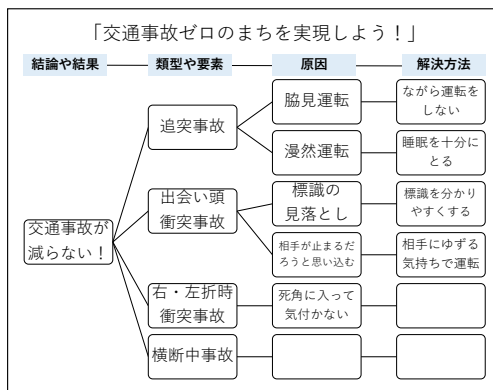 「交通事故ゼロのまちを実現しよう！」
結論や結果
類型や要素
原因
解決方法
交通事故が
減らない！
追突事故
脇見運転
ながら運転を
しない
漫然運転
睡眠を十分に
とる
出会い頭
衝突事故
標識の
見落とし
標識を分かり
やすくする
相手が止まるだ
ろうと思い込む
相手にゆずる
気持ちで運転
右・左折時
衝突事故
死角に入って
気付かない
横断中事故